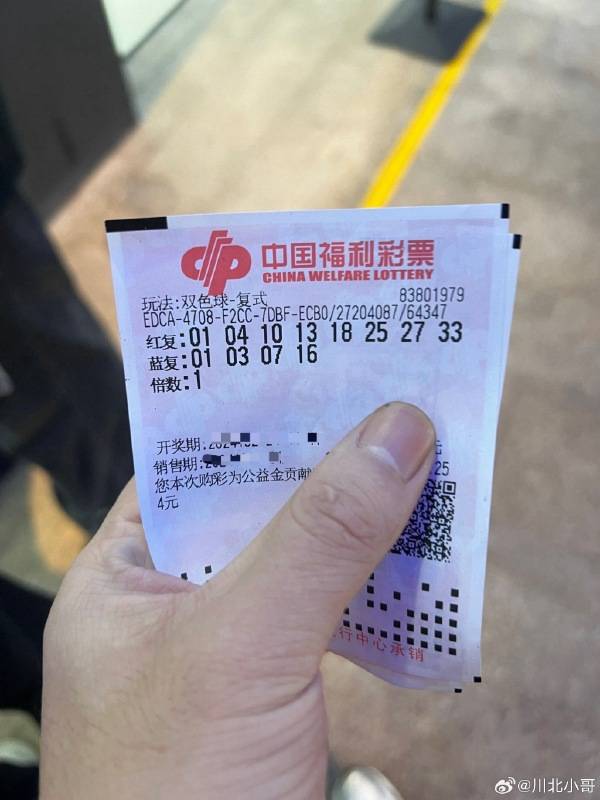 中国福利彩票
CHINA WELFARE LOTTERY
玩法:双色球-复式
83801979
EDCA-4708-F2CC-7DBF-ECB0/27204087/64347
红复:01 04 10 13 18 25 27 33
蓝复:01 03 07 16
倍数:1
开奖期:
销售期:
元
您本次购彩为公益金贡献
25
4元
行中心承销
@川北小哥